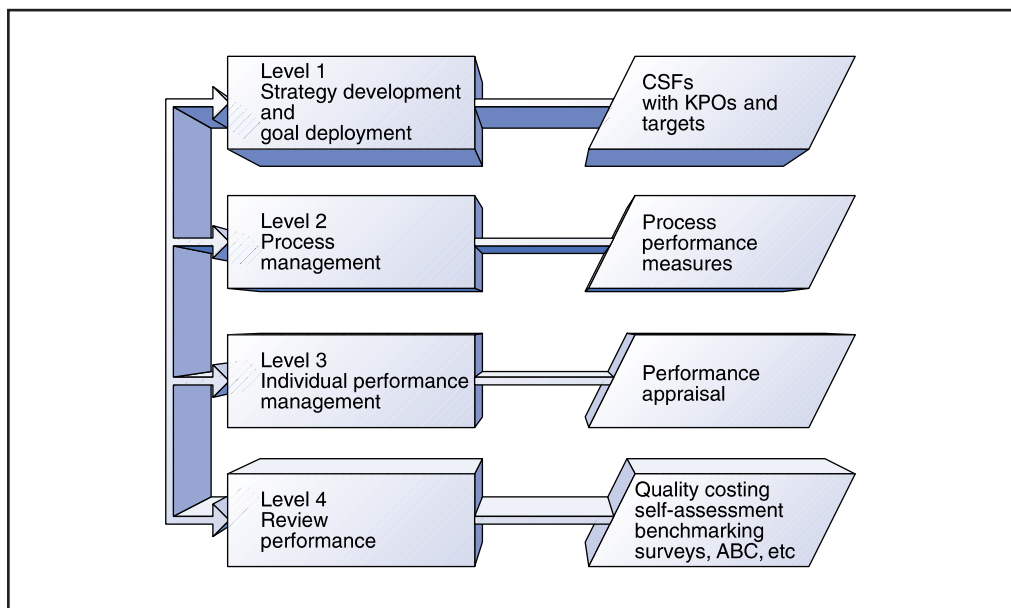 Level 1
Strategy development
and
goal deployment
CSFs
with KPOs and
targets
Level 2
Process
management
Process
performance
measures
Level 3
Individual performance
management
Performance
appraisal
Level 4
Review
performance
Quality costing
self-assessment
benchmarking
surveys, ABC, etc